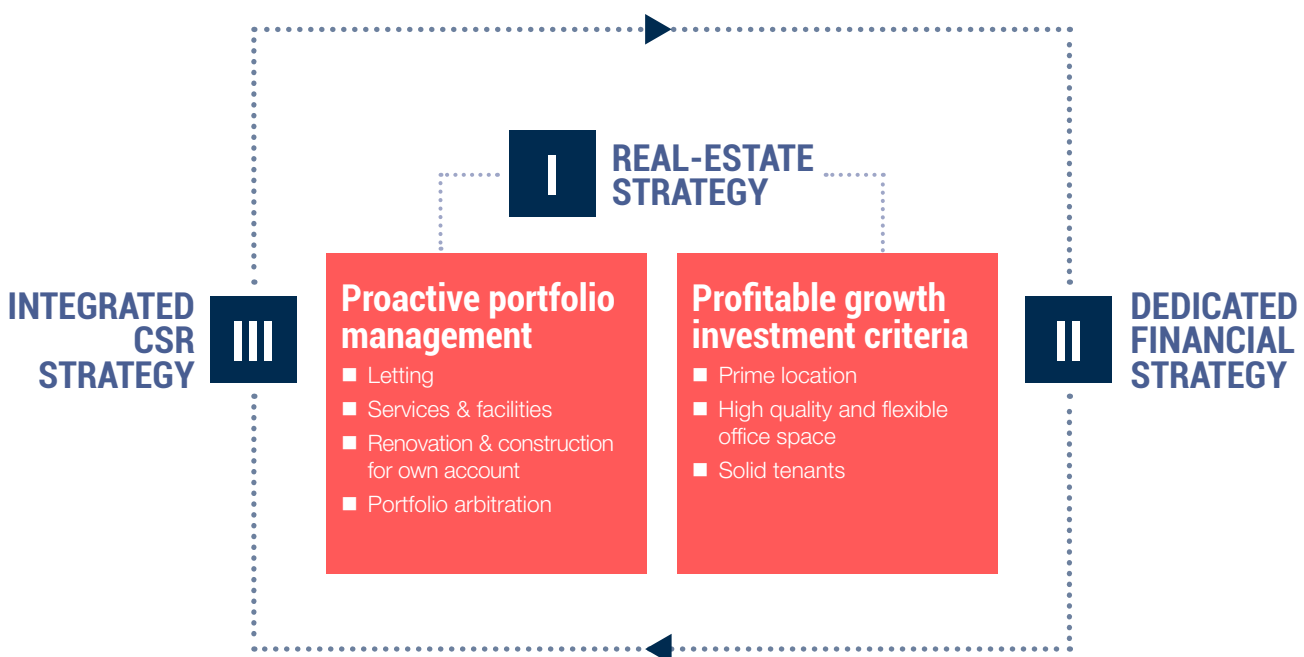 I
REAL-ESTATE
STRATEGY
INTEGRATED
CSR
STRATEGY
III
Proactive portfolio
management
■ Letting
■ Services & facilities
■ Renovation & construction
for own account
■ Portfolio arbitration
Profitable growth
investment criteria
■ Prime location
■ High quality and flexible
office space
■ Solid tenants
II
DEDICATED
FINANCIAL
STRATEGY